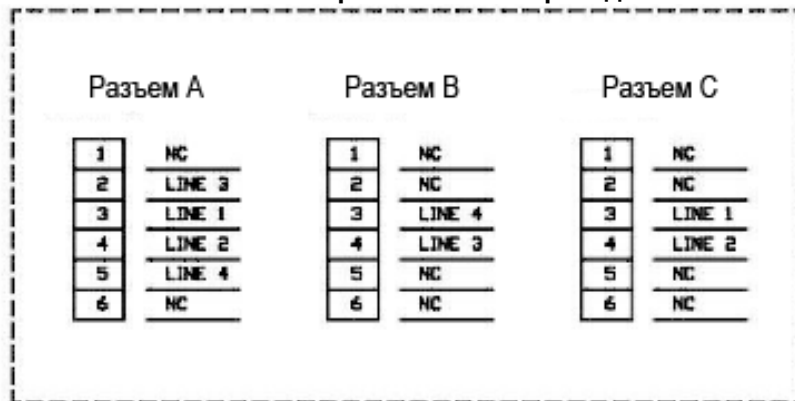 Разъем A Разъем B Разъем C
1 NC 1 NC 1 NC
2 LINE 3 2 NC 2 NC
3 LINE 1 3 LINE 4 3 LINE 1
4 LINE 2 4 LINE 3 4 LINE 2
5 LINE 4 5 NC 5 NC
6 NC 6 NC 6 NC